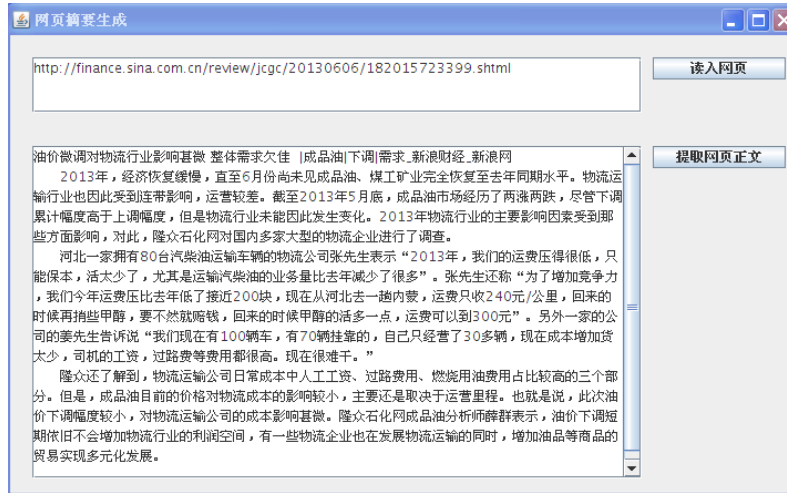 网页摘要生成
http://finance.sina.com.cn/review/jcgc/20130606/182015723399.shtml
读入网页
油价微调对物流行业影响甚微 整体需求欠佳 |成品油|下调|需求_新浪财经_新浪网
提取网页正文
2013年，经济恢复缓慢，直至6月份尚未见成品油、煤工矿业完全恢复至去年同期水平。物流运
输行业也因此受到连带影响，运营较差。截至2013年5月底，成品油市场经历了两涨两跌，尽管下调
累计幅度高于上调幅度，但是物流行业未能因此发生变化。2013年物流行业的主要影响因素受到那
些方面影响，对此，隆众石化网对国内多家大型的物流企业进行了调查。
河北一家拥有80台汽柴油运输车辆的物流公司张先生表示“2013年，我们的运费压得很低，只
能保本，活太少了，尤其是运输汽柴油的业务量比去年减少了很多”。张先生还称“为了增加竞争力
，我们今年运费压比去年低了接近200块，现在从河北去一趟内蒙，运费只收240元/公里，回来的
时候再捎些甲醇，要不然就赔钱，回来的时候甲醇的活多一点，运费可以到300元”。另外一家的公
司的姜先生告诉说“我们现在有100辆车，有70辆挂靠的，自己只经营了30多辆，现在成本增加货
太少，司机的工资，过路费等费用都很高。现在很难干。”
隆众还了解到，物流运输公司日常成本中人工工资、过路费用、燃烧用油费用占比较高的三个部
分。但是，成品油目前的价格对物流成本的影响较小，主要还是取决于运营里程。也就是说，此次油
价下调幅度较小，对物流运输公司的成本影响甚微。隆众石化网成品油分析师薛群表示，油价下调短
期依旧不会增加物流行业的利润空间，有一些物流企业也在发展物流运输的同时，增加油品等商品的
贸易实现多元化发展。